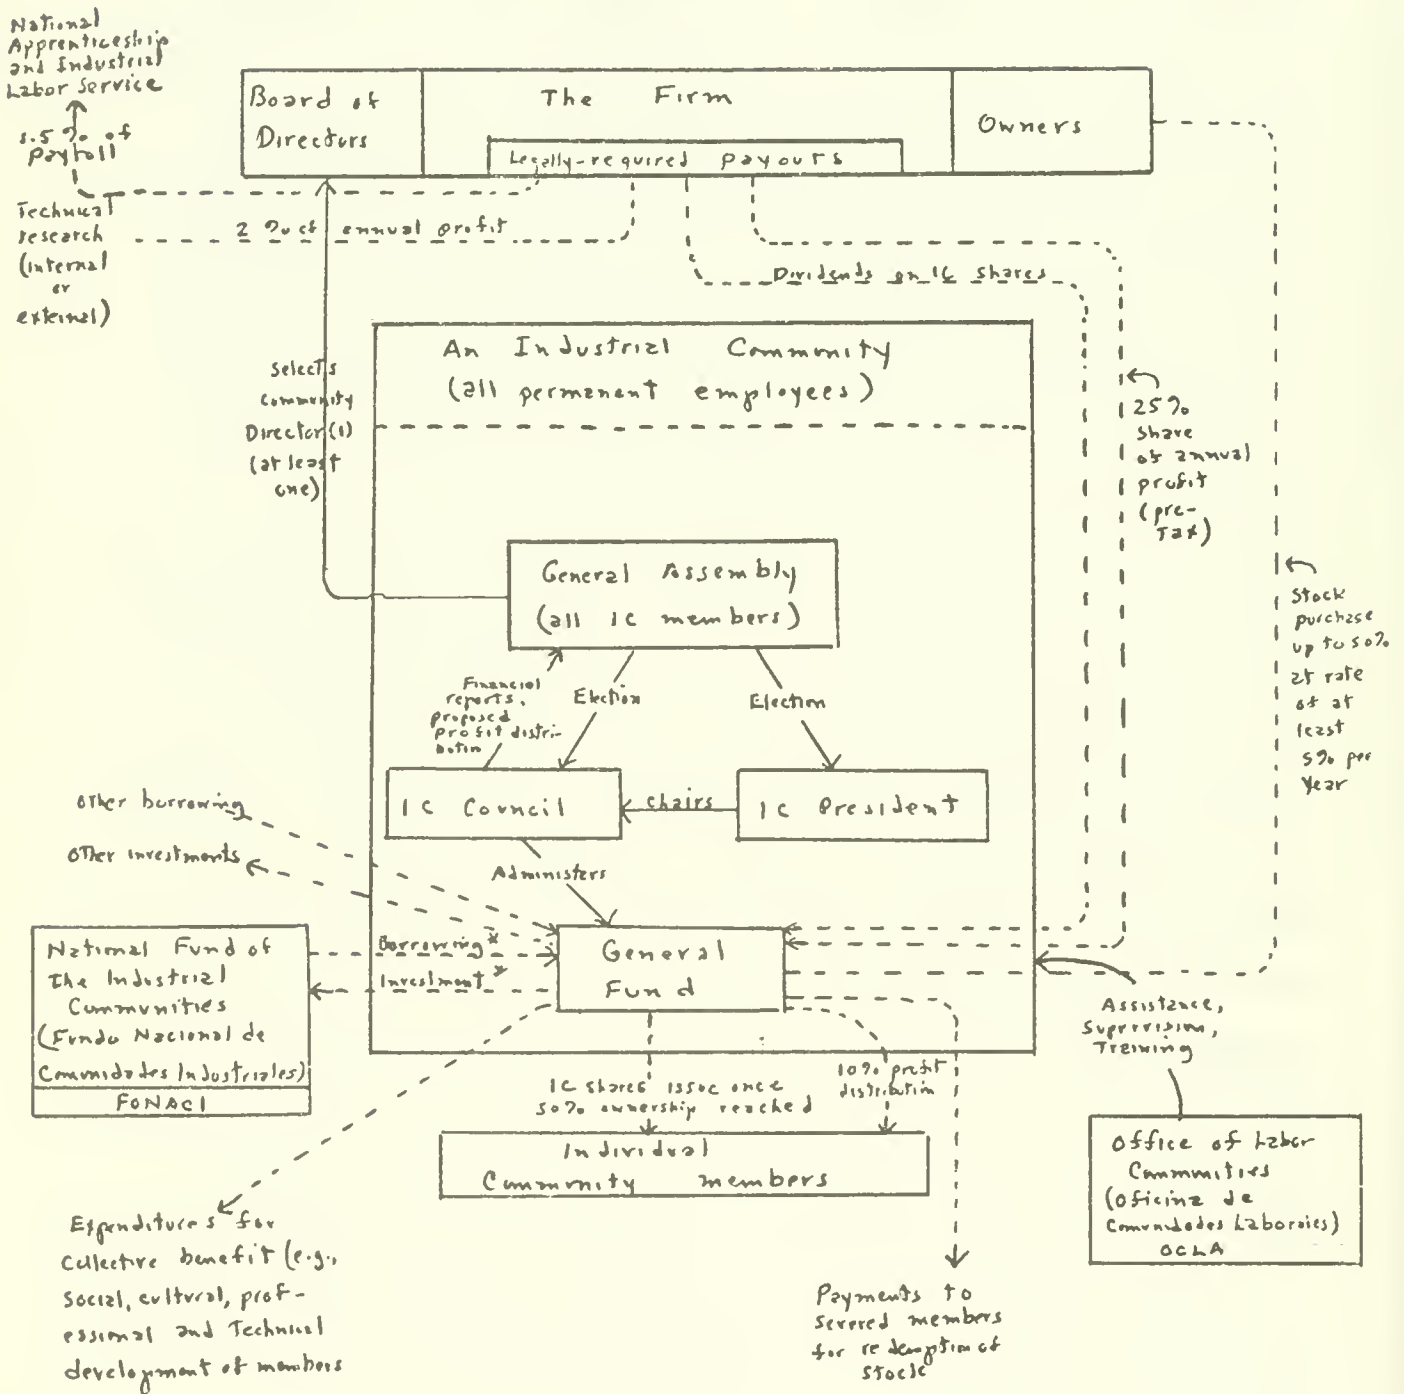 National
Apprenticeship
and Industrial
Labor Service
1.5% of
Payroll
Board of
Directors
The Firm
Legally-required payouts
Owners
Technical
research
(internal
or
external)
2% of annual profit
Dividends on IC shares
An Industrial Community
(all permanent employees)
Selects
Community
Director(s)
(at least
one)
25%
share
of annual
profit
(pre-
Tax)
General Assembly
(all IC members)
Stock
purchase
up to 50%
at rate
of at
least
5% per
Year
Financial
reports,
proposed
profit distri-
bution
Election
Election
IC Council
chairs
IC President
Other borrowing
Other investments
Administers
National Fund of
the Industrial
Communities
(Fundo Nacional de
Comunidades Industriales)
FONACI
Borrowing*
Investment*
General
Fund
Assistance,
Supervision,
Training
IC shares issue once
50% ownership reached
10% profit
distribution
Individual
Community members
Office of Labor
Communities
(Oficina de
Comunidades Laborales)
OCLA
Expenditures for
Collective benefit (e.g.,
Social, cultural, prof-
essional and Technical
development of members
Payments to
severed members
for redemption of
Stock